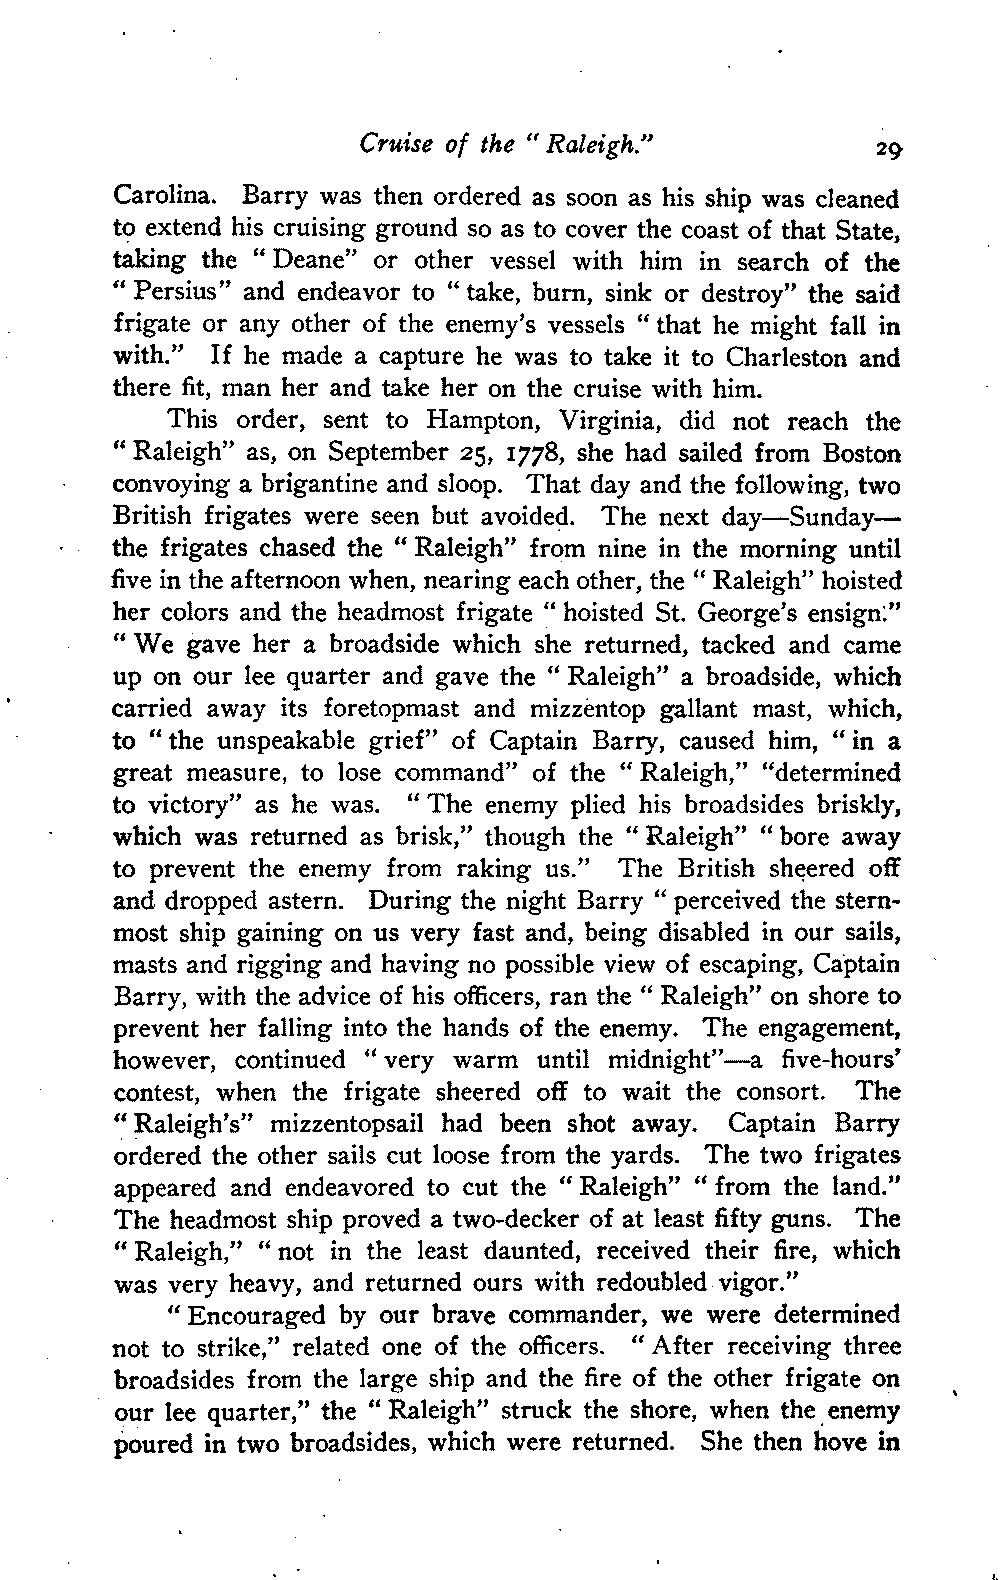 Cruise of the " Raleigh." 29
Carolina. Barry was then ordered as soon as his ship was cleaned
to extend his cruising ground so as to cover the coast of that State,
taking the " Deane" or other vessel with him in search of the
" Persius" and endeavor to " take, burn, sink or destroy" the said
frigate or any other of the enemy's vessels " that he might fall in
with." If he made a capture he was to take it to Charleston and
there fit, man her and take her on the cruise with him.
This order, sent to Hampton, Virginia, did not reach the
" Raleigh" as, on September 25, 1778, she had sailed from Boston
convoying a brigantine and sloop. That day and the following, two
British frigates were seen but avoided. The next day—Sunday—
the frigates chased the " Raleigh" from nine in the morning until
five in the afternoon when, nearing each other, the " Raleigh" hoisted
her colors and the headmost frigate " hoisted St. George's ensign:"
" We gave her a broadside which she returned, tacked and came
up on our lee quarter and gave the " Raleigh" a broadside, which
carried away its foretopmast and mizzentop gallant mast, which,
to " the unspeakable grief" of Captain Barry, caused him, " in a
great measure, to lose command" of the " Raleigh," "determined
to victory" as he was. " The enemy plied his broadsides briskly,
which was returned as brisk," though the " Raleigh" " bore away
to prevent the enemy from raking us." The British sheered off
and dropped astern. During the night Barry " perceived the stern-
most ship gaining on us very fast and, being disabled in our sails,
masts and rigging and having no possible view of escaping, Captain
Barry, with the advice of his officers, ran the " Raleigh" on shore to
prevent her falling into the hands of the enemy. The engagement,
however, continued " very warm until midnight"—a five-hours'
contest, when the frigate sheered off to wait the consort. The
" Raleigh's" mizzentopsail had been shot away. Captain Barry
ordered the other sails cut loose from the yards. The two frigates
appeared and endeavored to cut the " Raleigh" " from the land."
The headmost ship proved a two-decker of at least fifty guns. The
" Raleigh," " not in the least daunted, received their fire, which
was very heavy, and returned ours with redoubled vigor."
" Encouraged by our brave commander, we were determined
not to strike," related one of the officers. " After receiving three
broadsides from the large ship and the fire of the other frigate on
our lee quarter," the " Raleigh" struck the shore, when the enemy
poured in two broadsides, which were returned. She then hove in